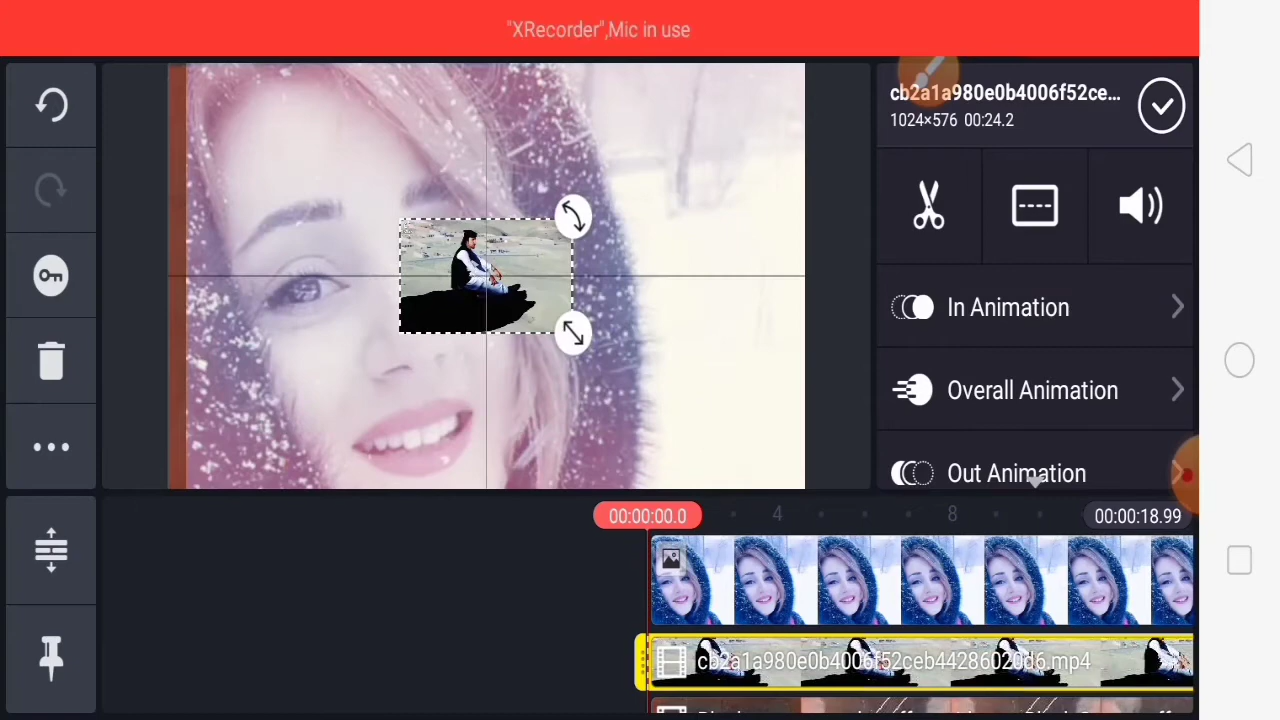 "XRecorder",Mic in use
cb2a1a980e0b4006f52ce...
1024×576 00:24.2
In Animation
Overall Animation
Out Animation
00:00:00.0
4
8
00:00:18.99
cb2a1a980e0b4006f52ceb44286020d6.mp4